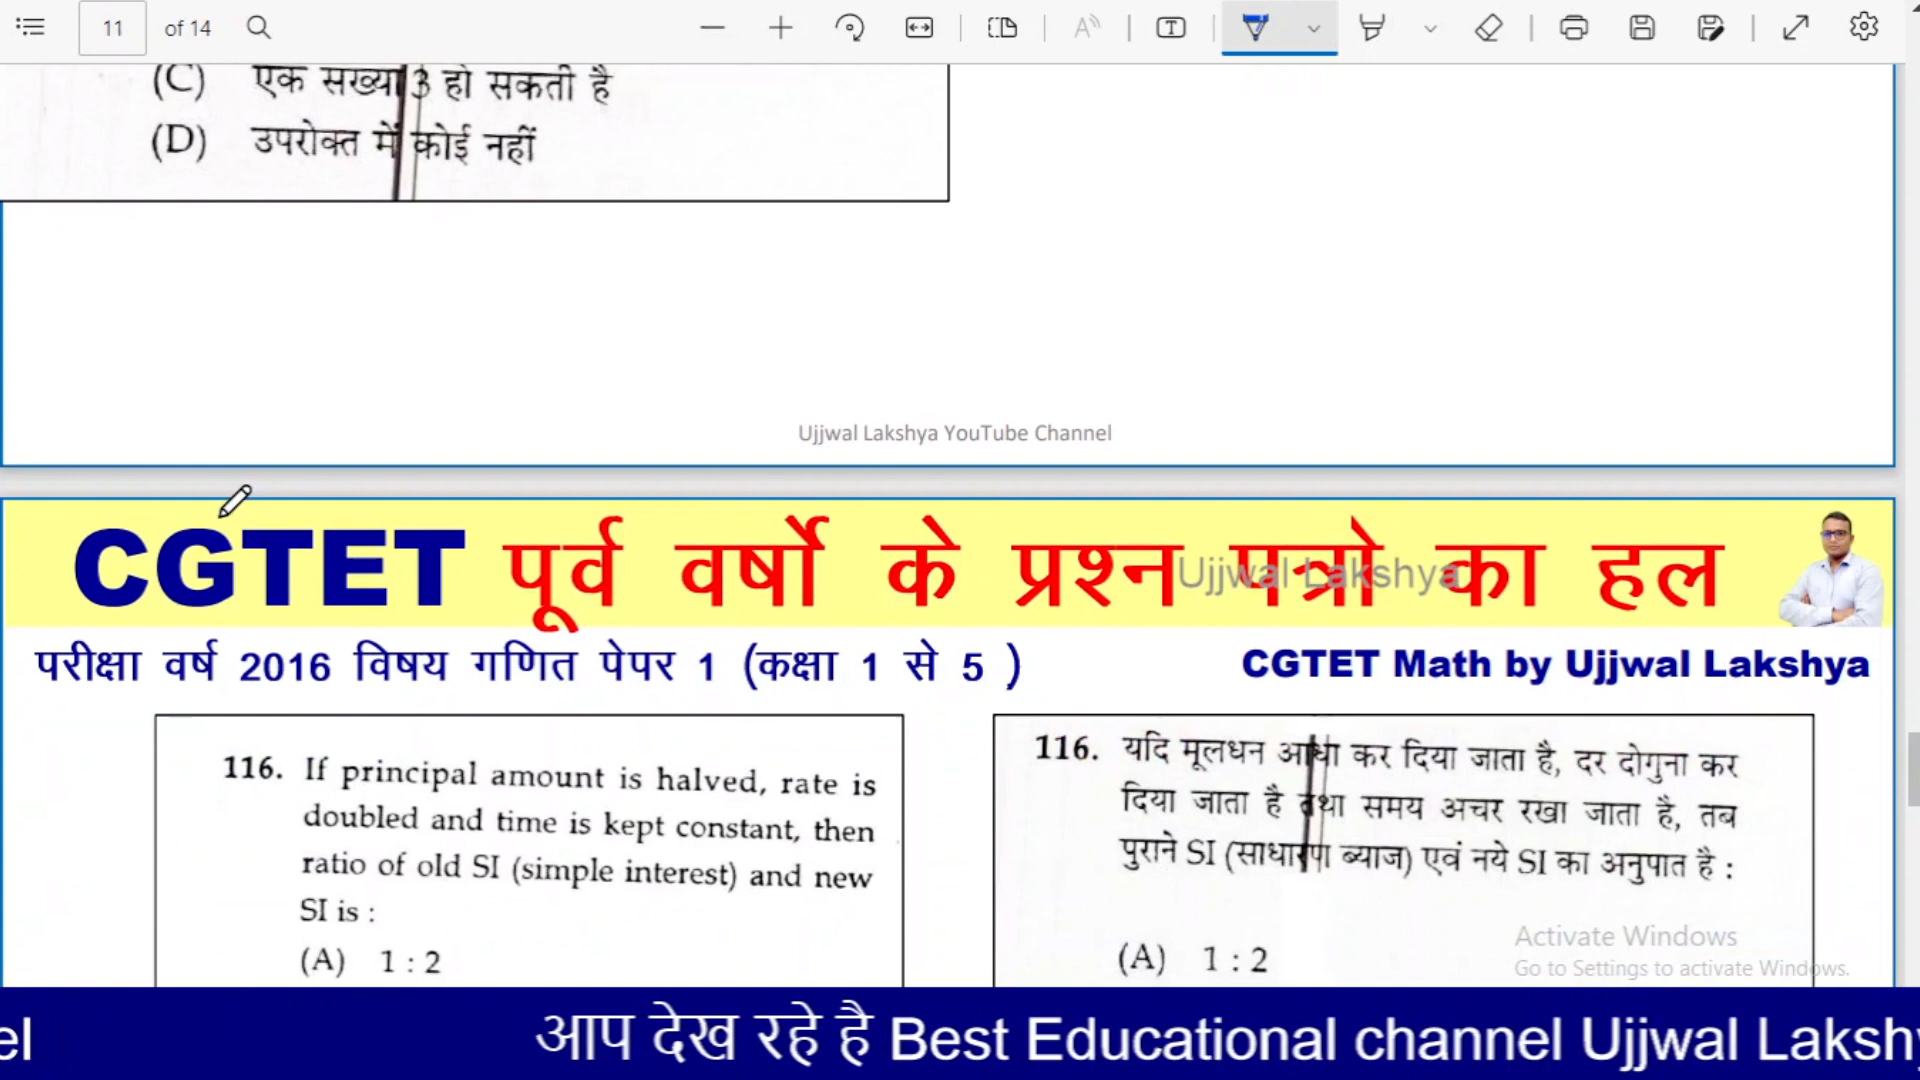 11 of 14
(C) एक सख्या 3 हो सकती है
(D) उपरोक्त में कोई नहीं
Ujjwal Lakshya YouTube Channel
CGTET पूर्व वर्षो के प्रश्न पत्रो का हल
Ujjwal Lakshya
परीक्षा वर्ष 2016 विषय गणित पेपर 1 (कक्षा 1 से 5 )
CGTET Math by Ujjwal Lakshya
116. If principal amount is halved, rate is
doubled and time is kept constant, then
ratio of old SI (simple interest) and new
SI is :
(A) 1 : 2
116. यदि मूलधन आधा कर दिया जाता है, दर दोगुना कर
दिया जाता है तथा समय अचर रखा जाता है, तब
पुराने SI (साधारण ब्याज) एवं नये SI का अनुपात है :
(A) 1 : 2
Activate Windows
Go to Settings to activate Windows.
el आप देख रहे है Best Educational channel Ujjwal Lakshy